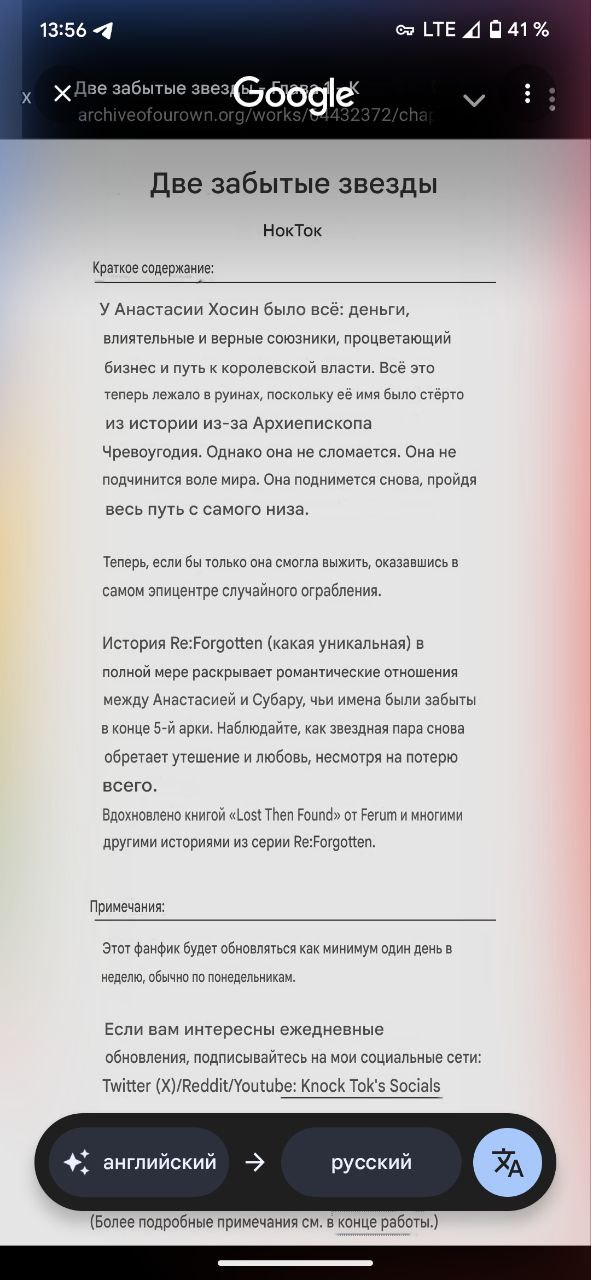 13:56 LTE 41 %
x Две забытые звезды - Глава 1 - К
Google
archiveofourown.org/works/64432372/chap
Две забытые звезды
НокТок
Краткое содержание:
У Анастасии Хосин было всё: деньги,
влиятельные и верные союзники, процветающий
бизнес и путь к королевской власти. Всё это
теперь лежало в руинах, поскольку её имя было стёрто
из истории из-за Архиепископа
Чревоугодия. Однако она не сломается. Она не
подчинится воле мира. Она поднимется снова, пройдя
весь путь с самого низа.
Теперь, если бы только она смогла выжить, оказавшись в
самом эпицентре случайного ограбления.
История Re:Forgotten (какая уникальная) в
полной мере раскрывает романтические отношения
между Анастасией и Субару, чьи имена были забыты
в конце 5-й арки. Наблюдайте, как звездная пара снова
обретает утешение и любовь, несмотря на потерю
всего.
Вдохновлено книгой «Lost Then Found» от Ferum и многими
другими историями из серии Re:Forgotten.
Примечания:
Этот фанфик будет обновляться как минимум один день в
неделю, обычно по понедельникам.
Если вам интересны ежедневные
обновления, подписывайтесь на мои социальные сети:
Twitter (X)/Reddit/Youtube: Knock Tok's Socials
английский → русский
(Более подробные примечания см. в конце работы.)